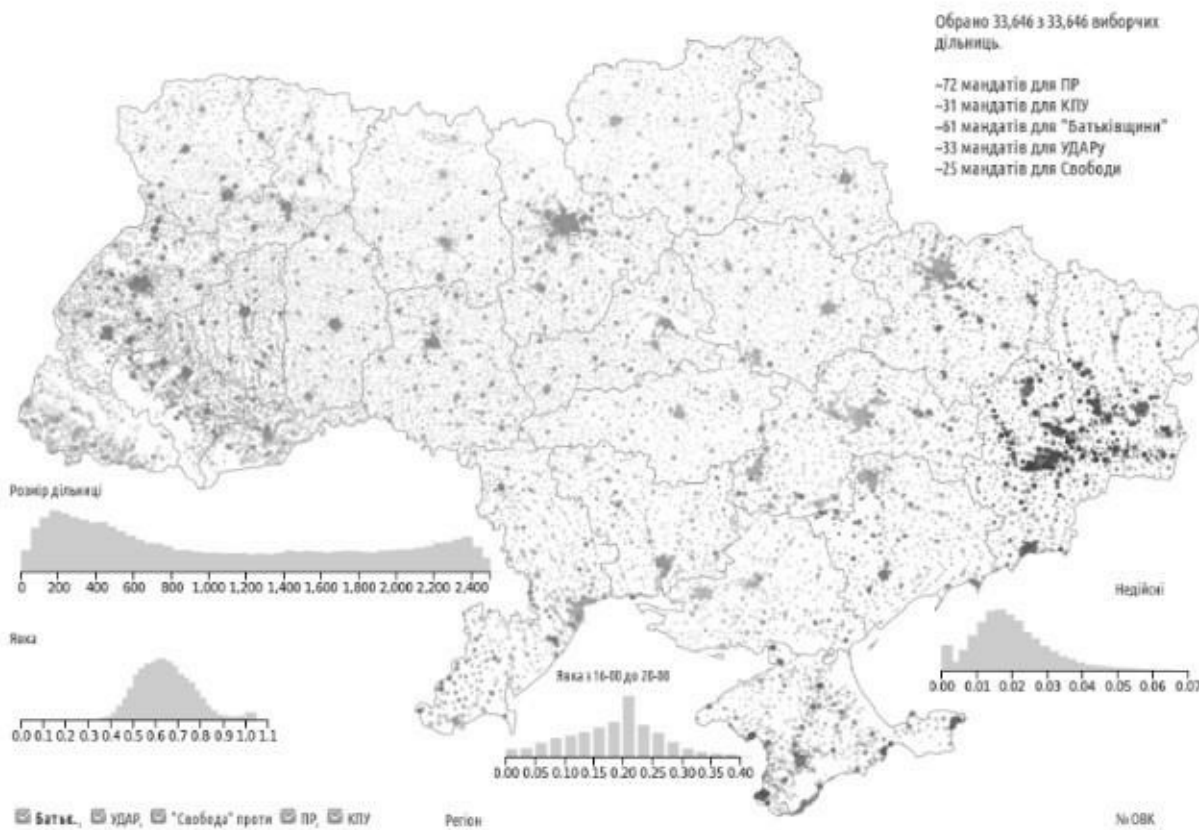 Обрано 33,646 з 33,646 виборчих
дільниць.
~72 мандатів для ПР
~31 мандатів для КПУ
~61 мандатів для "Батьківщини"
~33 мандатів для УДАРу
~25 мандатів для Свободи
Розмір дільниці
0 200 400 600 800 1,000 1,200 1,400 1,600 1,800 2,000 2,200 2,400
Явка
0.0 0.1 0.2 0.3 0.4 0.5 0.6 0.7 0.8 0.9 1.0 1.1
Явка з 16-00 до 20-00
0.00 0.05 0.10 0.15 0.20 0.25 0.30 0.35 0.40
Недійсні
0.00 0.01 0.02 0.03 0.04 0.05 0.06 0.07
Батьк., УДАР, "Свобода" проти ПР, КПУ
Регіон
№ ОВК